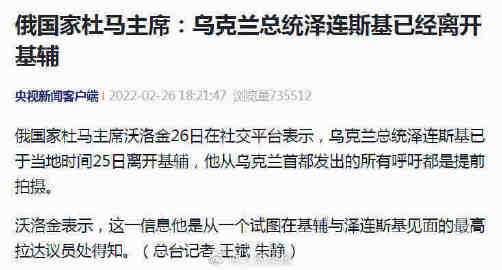 俄国家杜马主席：乌克兰总统泽连斯基已经离开
基辅
央视新闻客户端 | 2022-02-26 18:21:47 浏览量735512
俄国家杜马主席沃洛金26日在社交平台表示，乌克兰总统泽连斯基已
于当地时间25日离开基辅，他从乌克兰首都发出的所有呼吁都是提前
拍摄。
沃洛金表示，这一信息他是从一个试图在基辅与泽连斯基见面的最高
拉达议员处得知。（总台记者 王斌 朱静）